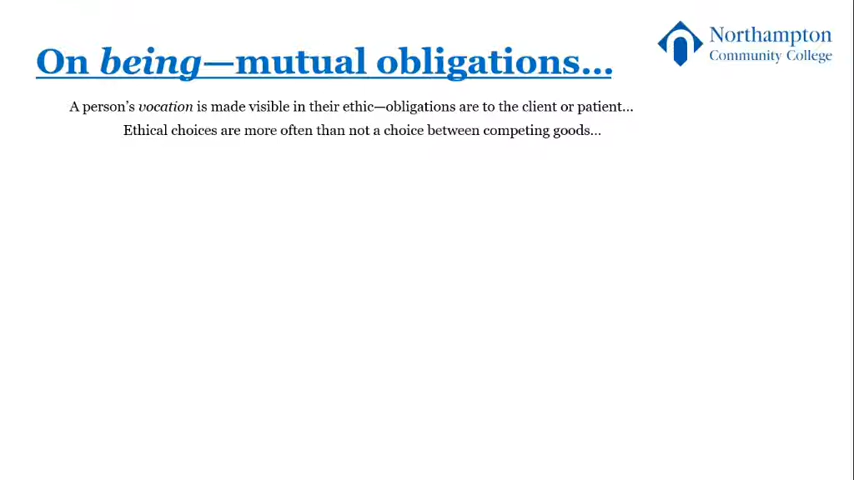 Northampton
Community College
On being—mutual obligations...
A person's vocation is made visible in their ethic—obligations are to the client or patient...
Ethical choices are more often than not a choice between competing goods...